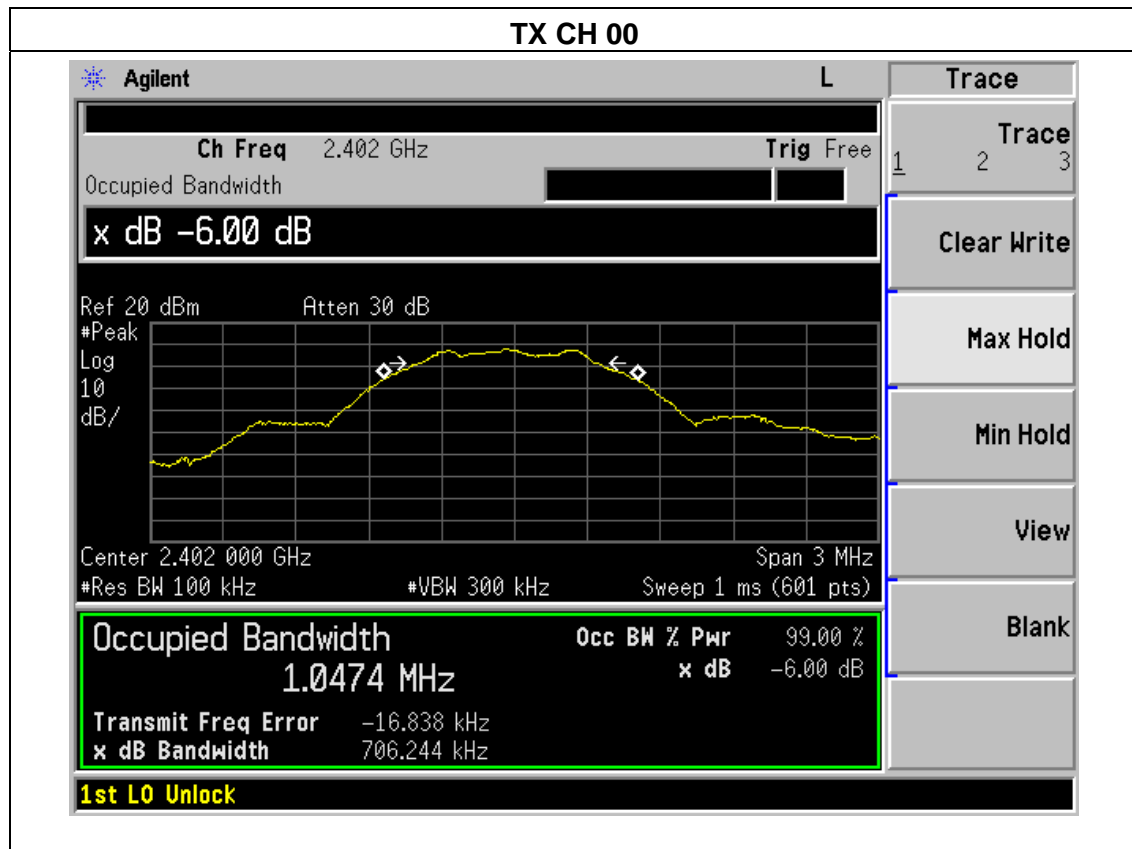 TX CH 00
Agilent L Trace
Ch Freq 2.402 GHz Trig Free
Occupied Bandwidth
Trace
1 2 3
x dB -6.00 dB
Clear Write
Ref 20 dBm Atten 30 dB
#Peak
Log
10
dB/
Max Hold
Min Hold
View
Center 2.402 000 GHz Span 3 MHz
#Res BW 100 kHz #VBW 300 kHz Sweep 1 ms (601 pts)
Blank
Occupied Bandwidth Occ BW % Pwr 99.00 %
1.0474 MHz x dB -6.00 dB
Transmit Freq Error -16.838 kHz
x dB Bandwidth 706.244 kHz
1st LO Unlock